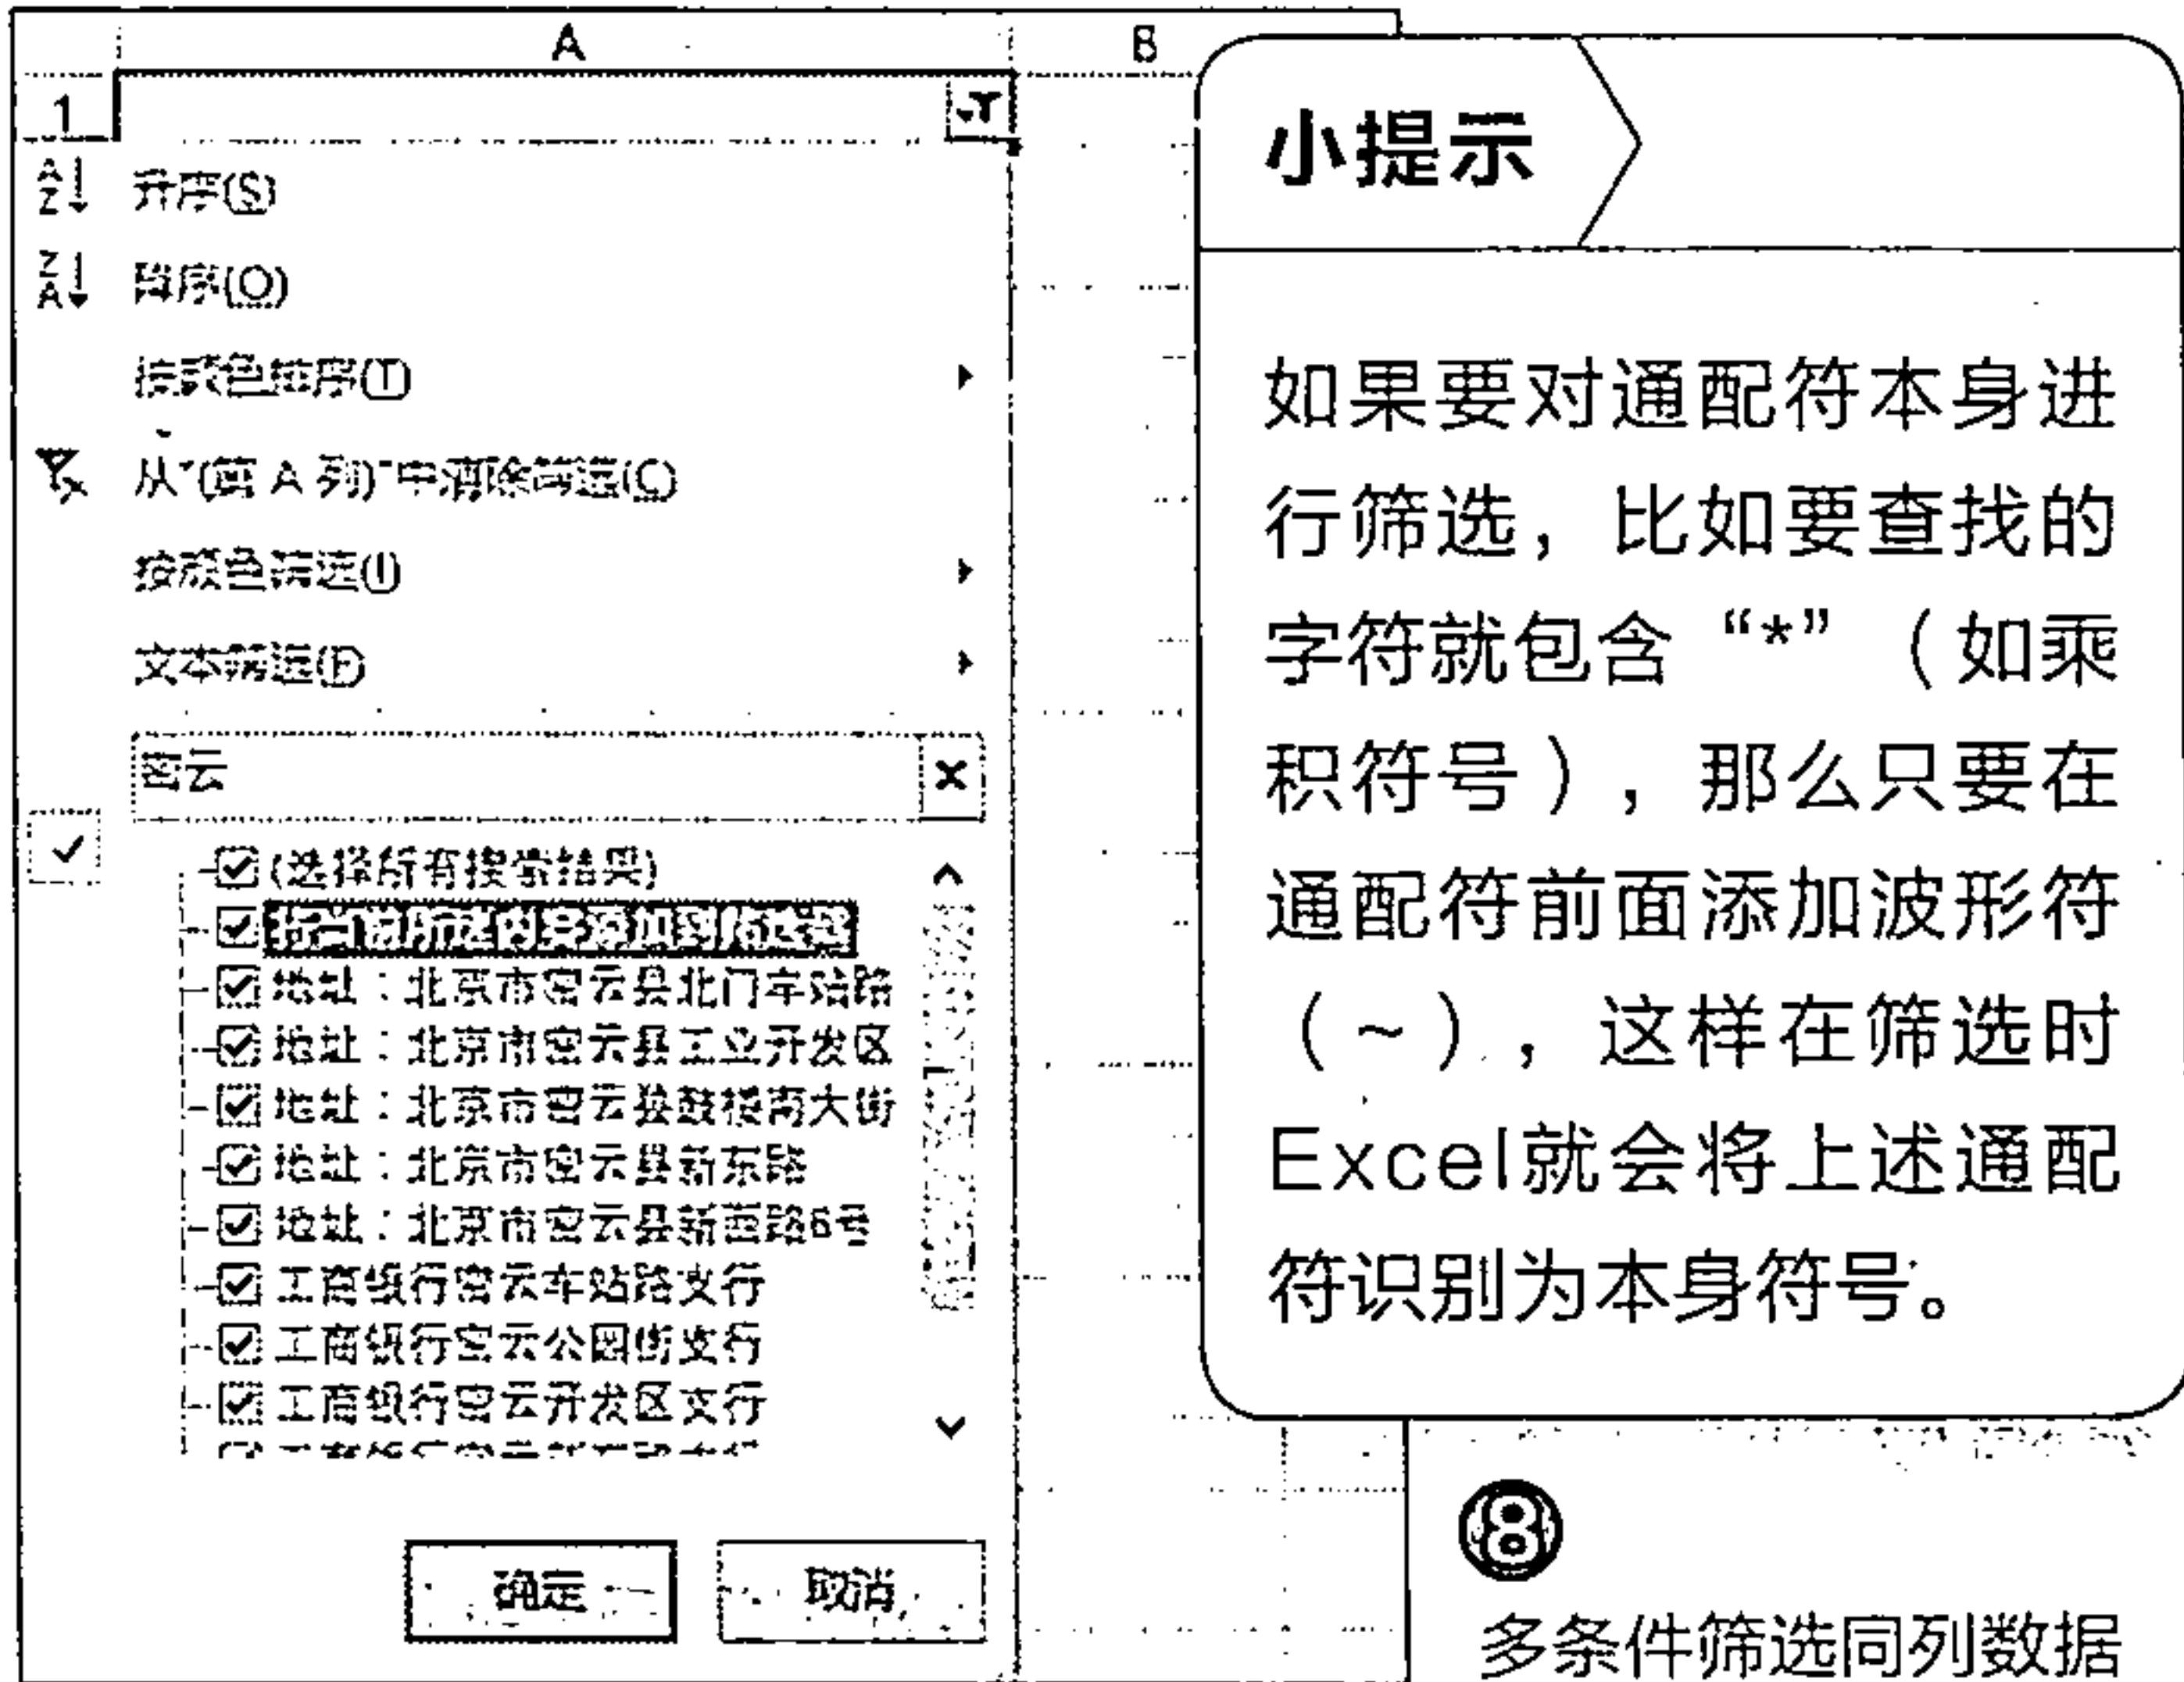 A
B
1
升序(S)
降序(O)
按颜色排序(T)
从"(窗 A 列)"中清除筛选(C)
按颜色筛选(I)
文本筛选(F)
密云
(选择所有搜索结果)
将当前所选内容添加到筛选器
地址：北京市密云县北门车站路
地址：北京市密云县工业开发区
地址：北京市密云县鼓楼南大街
地址：北京市密云县新东路
地址：北京市密云县新西路6号
工商银行密云车站路支行
工商银行密云公园街支行
工商银行密云开发区支行
确定
取消
小提示
如果要对通配符本身进
行筛选，比如要查找的
字符就包含“*”（如乘
积符号），那么只要在
通配符前面添加波形符
（~），这样在筛选时
Excel就会将上述通配
符识别为本身符号。
⑧
多条件筛选同列数据